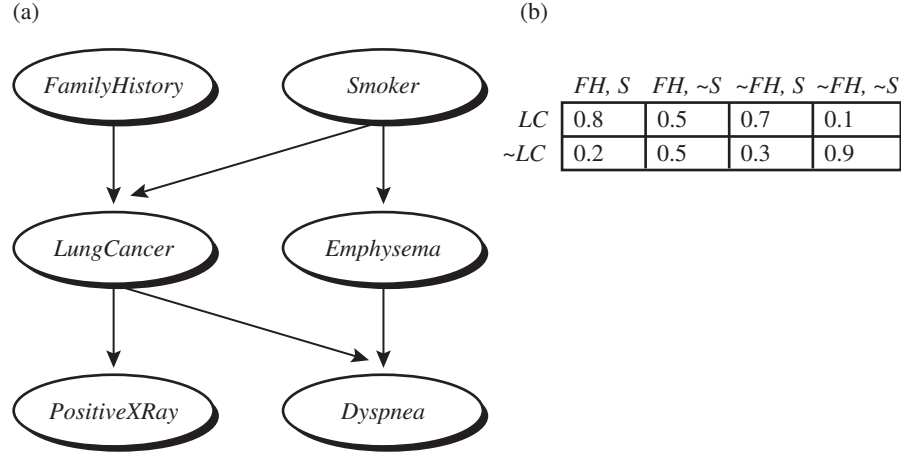 (a)
(b)
FamilyHistory
Smoker
LungCancer
Emphysema
PositiveXRay
Dyspnea
FH, S FH, ~S ~FH, S ~FH, ~S
LC 0.8 0.5 0.7 0.1
~LC 0.2 0.5 0.3 0.9